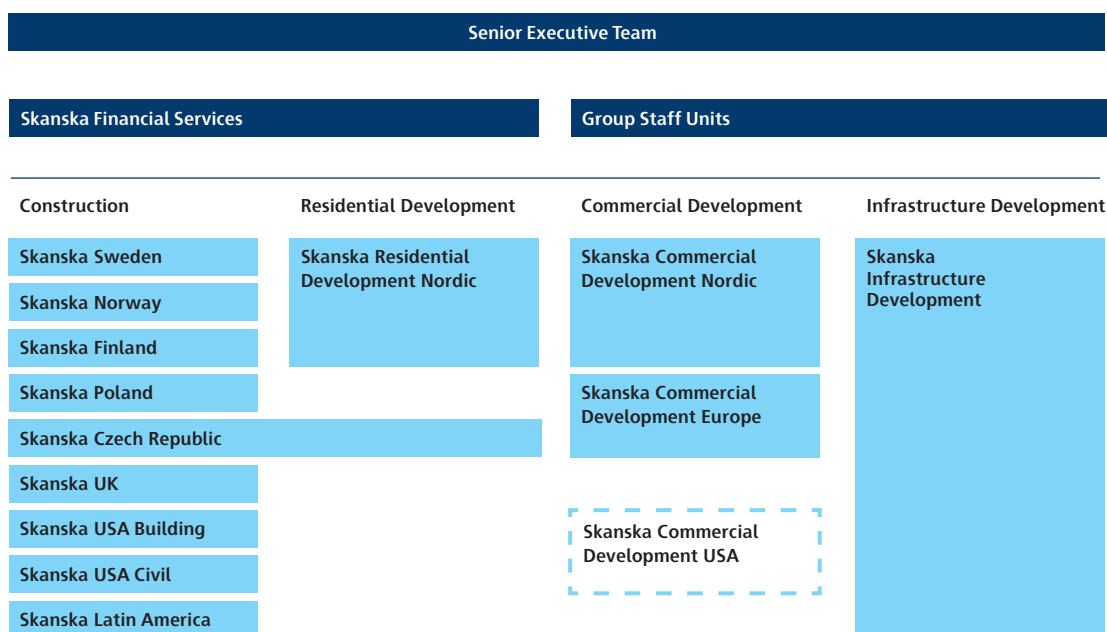 Senior Executive Team
Skanska Financial Services
Group Staff Units
Construction
Residential Development
Commercial Development
Infrastructure Development
Skanska Sweden
Skanska Norway
Skanska Finland
Skanska Poland
Skanska Czech Republic
Skanska UK
Skanska USA Building
Skanska USA Civil
Skanska Latin America
Skanska Residential
Development Nordic
Skanska Commercial
Development Nordic
Skanska Commercial
Development Europe
Skanska Commercial
Development USA
Skanska
Infrastructure
Development